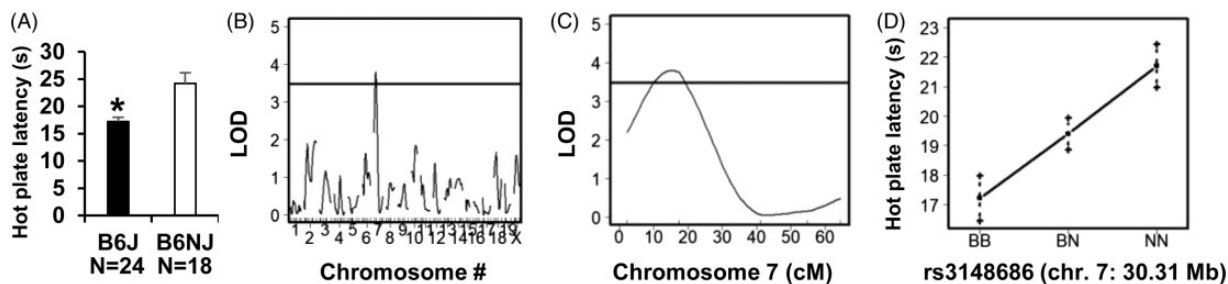 (A)
Hot plate latency (s)
30
25
20
15
10
5
0
*
B6J B6NJ
N=24 N=18
(B)
LOD
5
4
3
2
1
0
1 3 5 7 9 11 13 15 17 19
2 4 6 8 10 12 14 16 18 X
Chromosome #
(C)
LOD
5
4
3
2
1
0
0 10 20 30 40 50 60
Chromosome 7 (cM)
(D)
Hot plate latency (s)
23
22
21
20
19
18
17
BB BN NN
rs3148686 (chr. 7: 30.31 Mb)